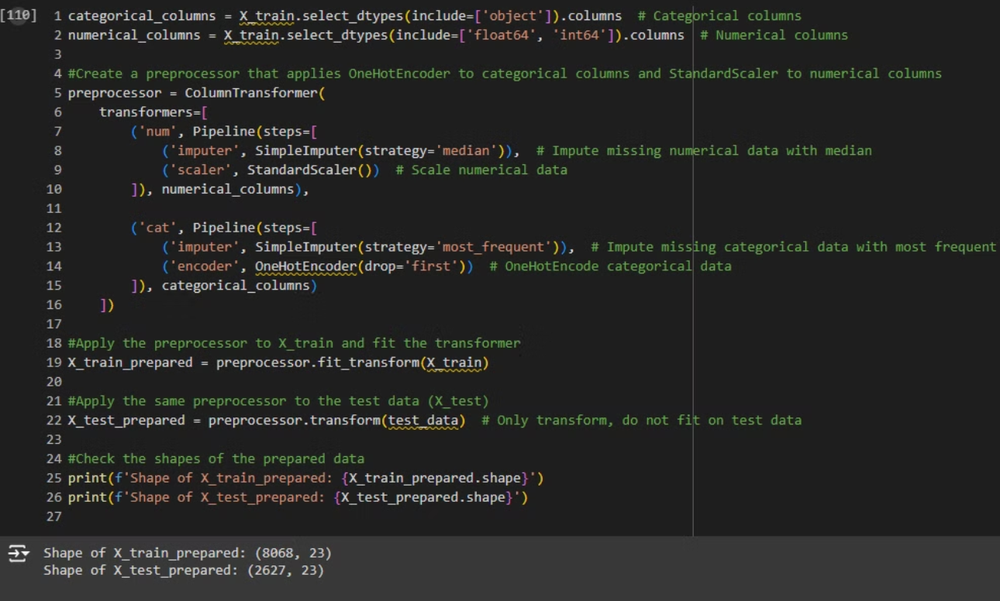 [110]
1 categorical_columns = X_train.select_dtypes(include=['object']).columns  # Categorical columns
2 numerical_columns = X_train.select_dtypes(include=['float64', 'int64']).columns  # Numerical columns
3
4 #Create a preprocessor that applies OneHotEncoder to categorical columns and StandardScaler to numerical columns
5 preprocessor = ColumnTransformer(
6     transformers=[
7         ('num', Pipeline(steps=[
8             ('imputer', SimpleImputer(strategy='median')),  # Impute missing numerical data with median
9             ('scaler', StandardScaler())  # Scale numerical data
10         ]), numerical_columns),
11
12         ('cat', Pipeline(steps=[
13             ('imputer', SimpleImputer(strategy='most_frequent')),  # Impute missing categorical data with most frequent
14             ('encoder', OneHotEncoder(drop='first'))  # OneHotEncode categorical data
15         ]), categorical_columns)
16     ])
17
18 #Apply the preprocessor to X_train and fit the transformer
19 X_train_prepared = preprocessor.fit_transform(X_train)
20
21 #Apply the same preprocessor to the test data (X_test)
22 X_test_prepared = preprocessor.transform(test_data)  # Only transform, do not fit on test data
23
24 #Check the shapes of the prepared data
25 print(f'Shape of X_train_prepared: {X_train_prepared.shape}')
26 print(f'Shape of X_test_prepared: {X_test_prepared.shape}')
27
Shape of X_train_prepared: (8068, 23)
Shape of X_test_prepared: (2627, 23)